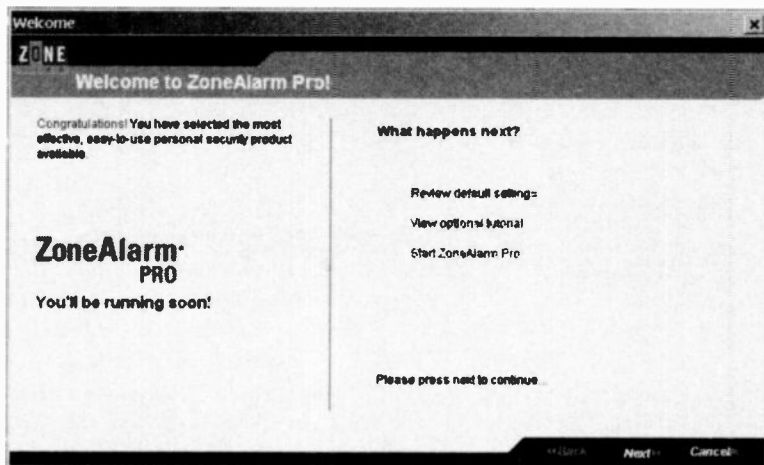 Welcome
ZONE
Welcome to ZoneAlarm Pro!
Congratulations! You have selected the most
effective, easy-to-use personal security product
available.
ZoneAlarm
PRO
You'll be running soon!
What happens next?
Review default settings
View optional tutorial
Start ZoneAlarm Pro
Please press next to continue...
<<Back
Next>>
Cancel